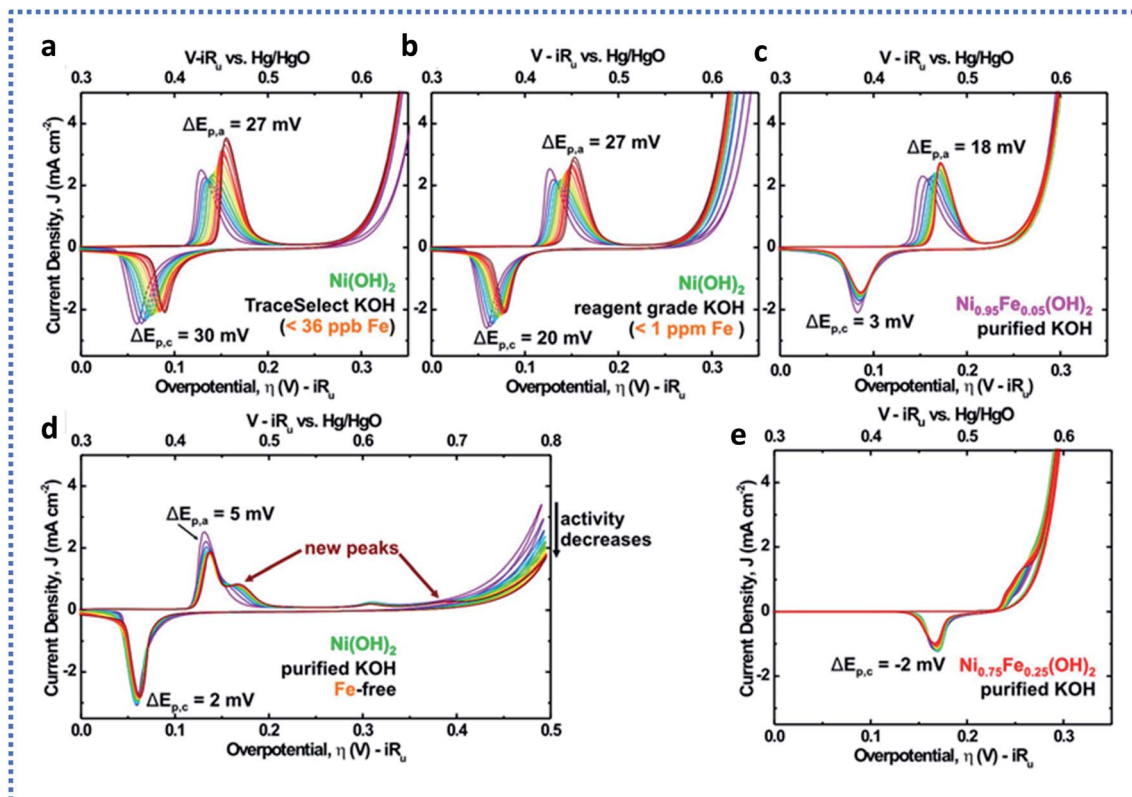 a
V-iRu vs. Hg/HgO
0.3 0.4 0.5 0.6
ΔEp,a = 27 mV
4
2
0
-2
Current Density, J (mA cm-2)
Ni(OH)2
TraceSelect KOH
(< 36 ppb Fe)
ΔEp,c = 30 mV
0.0 0.1 0.2 0.3
Overpotential, η (V) - iRu
b
V - iRu vs. Hg/HgO
0.3 0.4 0.5 0.6
ΔEp,a = 27 mV
Ni(OH)2
reagent grade KOH
(< 1 ppm Fe )
ΔEp,c = 20 mV
0.0 0.1 0.2 0.3
Overpotential, η (V) - iRu
c
V - iRu vs. Hg/HgO
0.3 0.4 0.5 0.6
ΔEp,a = 18 mV
4
2
0
-2
Ni0.95Fe0.05(OH)2
purified KOH
ΔEp,c = 3 mV
0.0 0.1 0.2 0.3
Overpotential, η (V - iRu)
d
V - iRu vs. Hg/HgO
0.3 0.4 0.5 0.6 0.7 0.8
ΔEp,a = 5 mV
activity
decreases
new peaks
4
2
0
-2
Current Density, J (mA cm-2)
Ni(OH)2
purified KOH
Fe-free
ΔEp,c = 2 mV
0.0 0.1 0.2 0.3 0.4 0.5
Overpotential, η (V) - iRu
e
V - iRu vs. Hg/HgO
0.3 0.4 0.5 0.6
4
2
0
-2
Current Density, J (mA cm-2)
ΔEp,c = -2 mV
Ni0.75Fe0.25(OH)2
purified KOH
0.0 0.1 0.2 0.3
Overpotential, η (V) - iRu